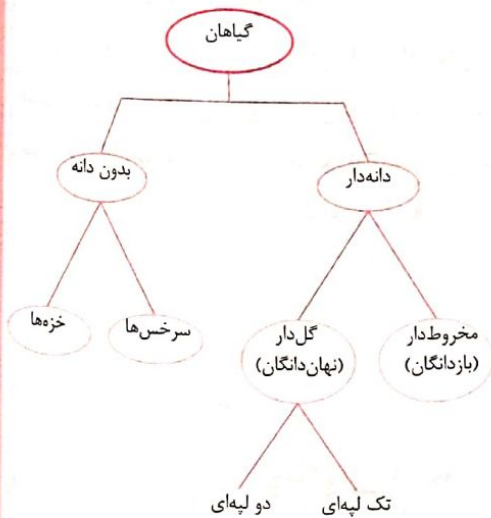 گیاهان
دانه‌دار
بدون دانه
مخروط‌دار
(بازدانگان)
گل‌دار
(نهان‌دانگان)
سرخس‌ها
خزه‌ها
تک لپه‌ای
دو لپه‌ای